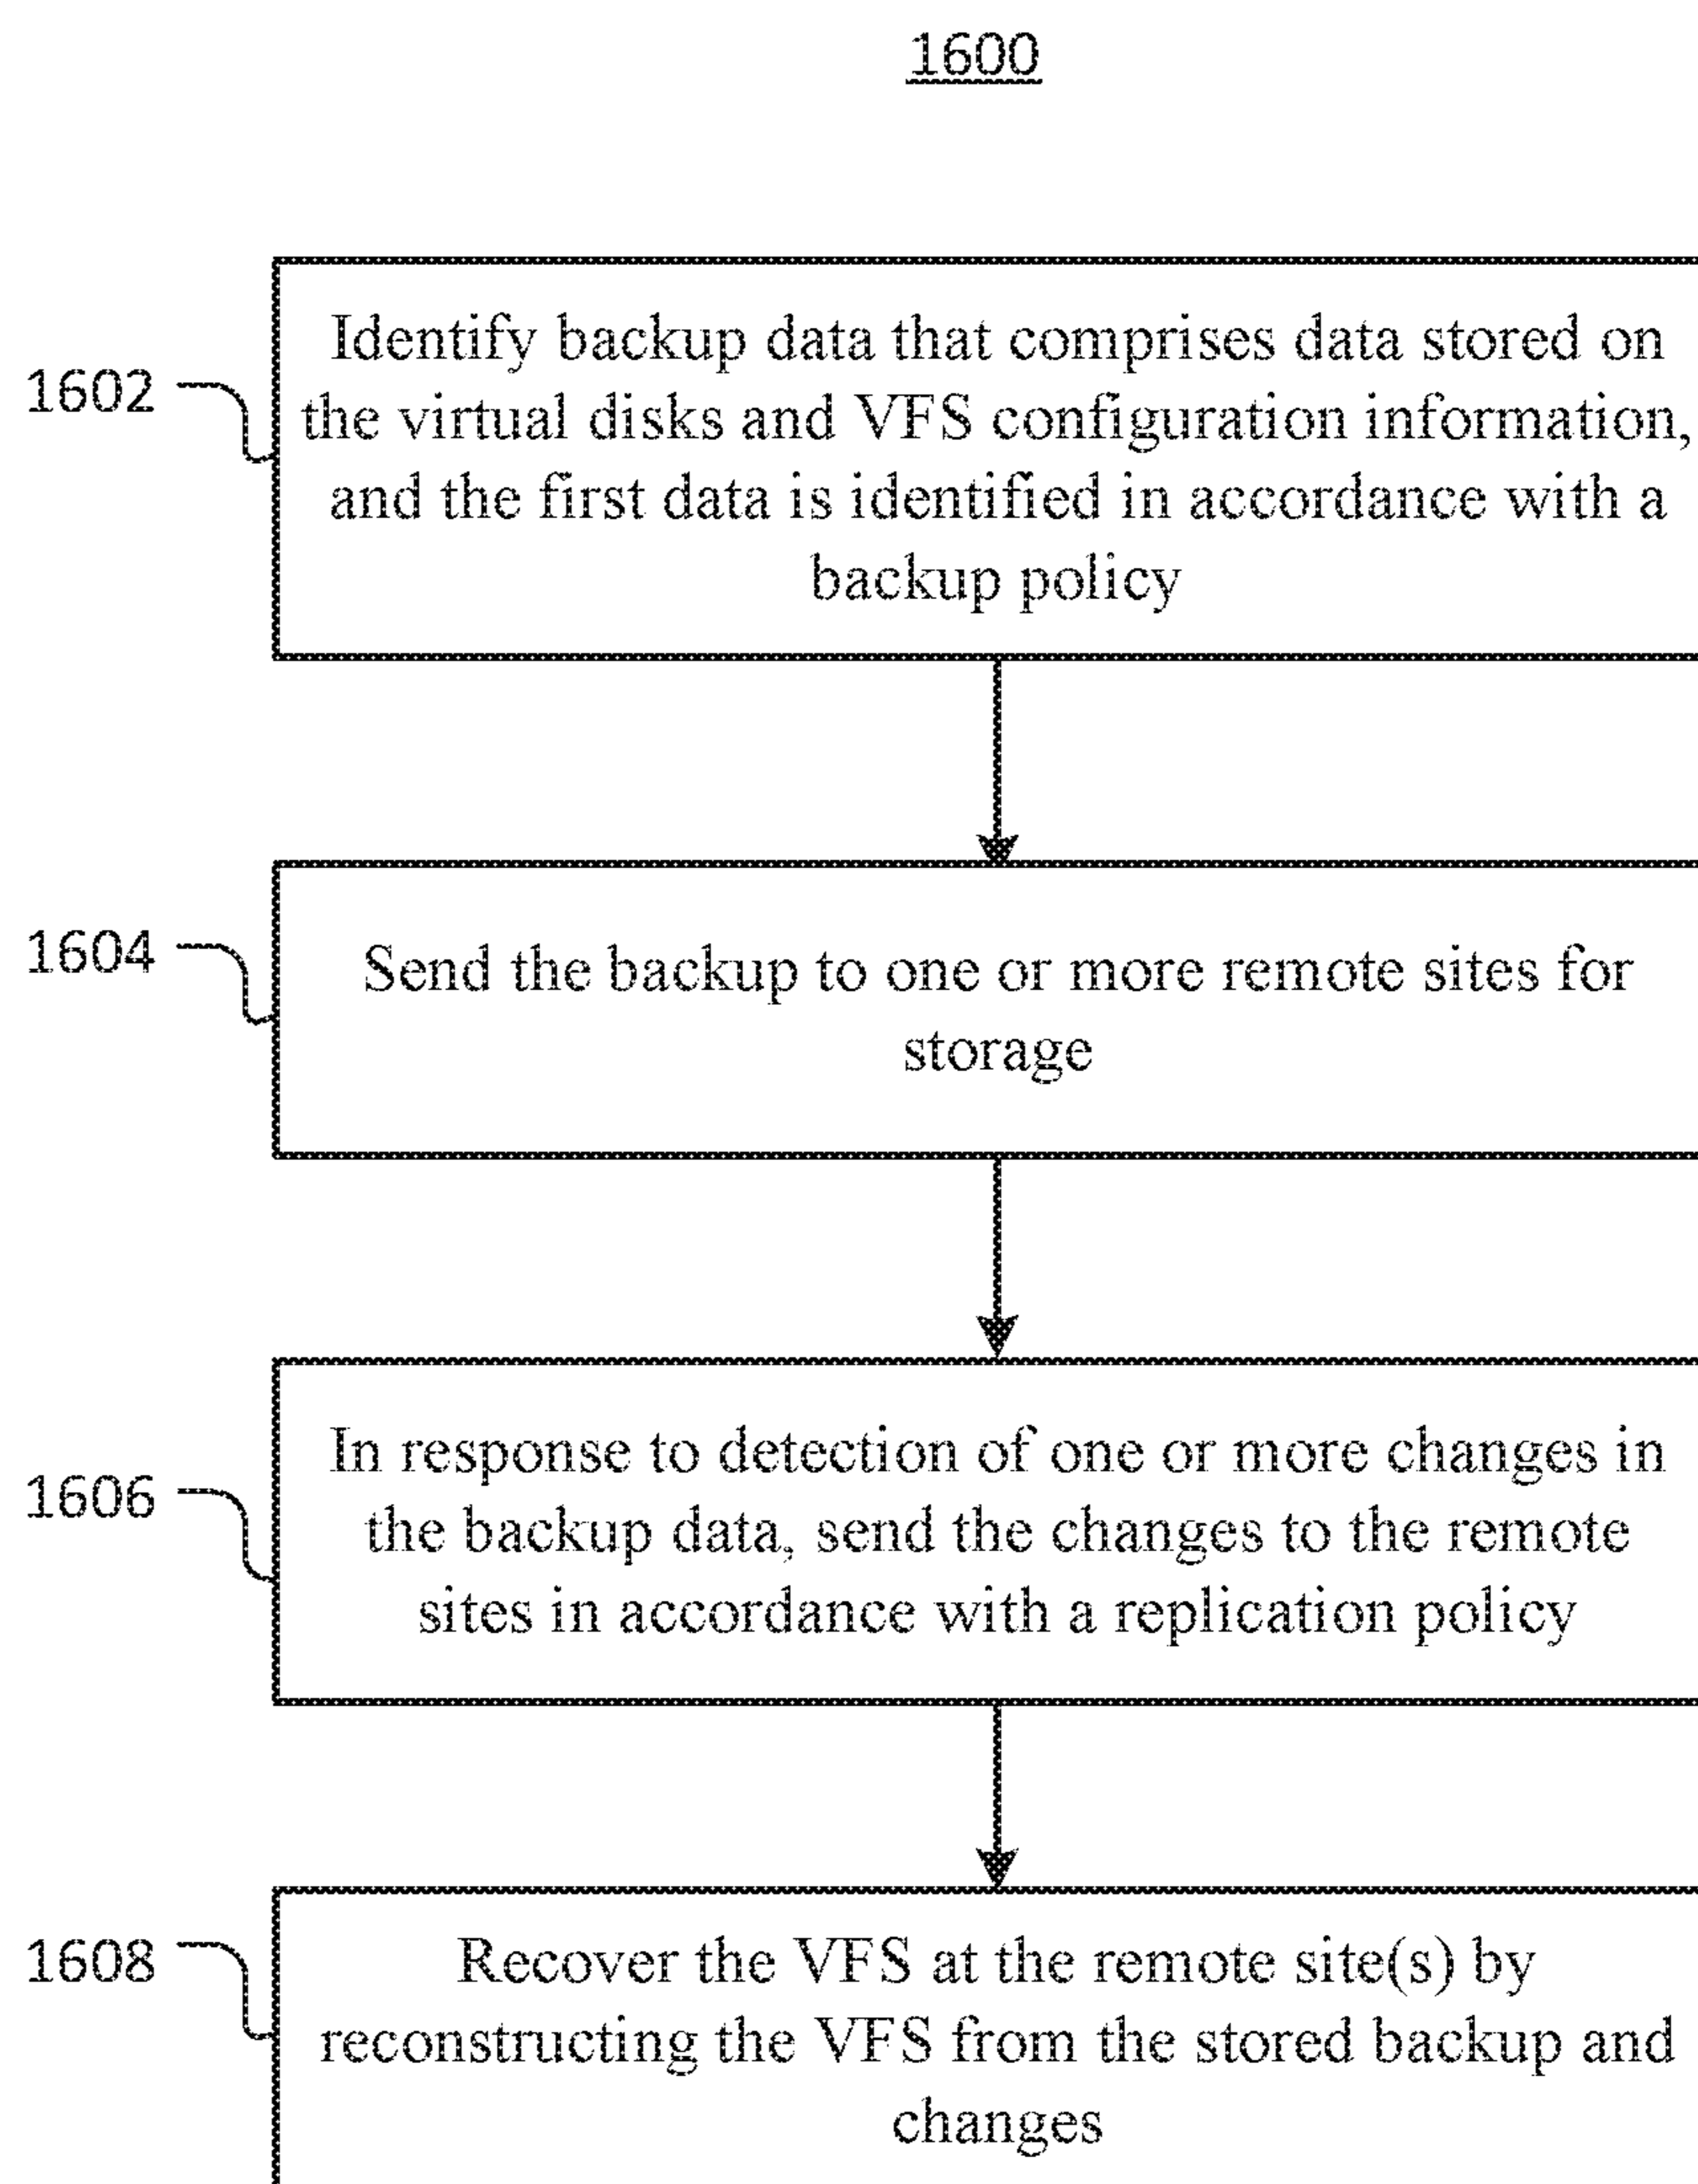 1600
1602
Identify backup data that comprises data stored on
the virtual disks and VFS configuration information,
and the first data is identified in accordance with a
backup policy
1604
Send the backup to one or more remote sites for
storage
1606
In response to detection of one or more changes in
the backup data, send the changes to the remote
sites in accordance with a replication policy
1608
Recover the VFS at the remote site(s) by
reconstructing the VFS from the stored backup and
changes